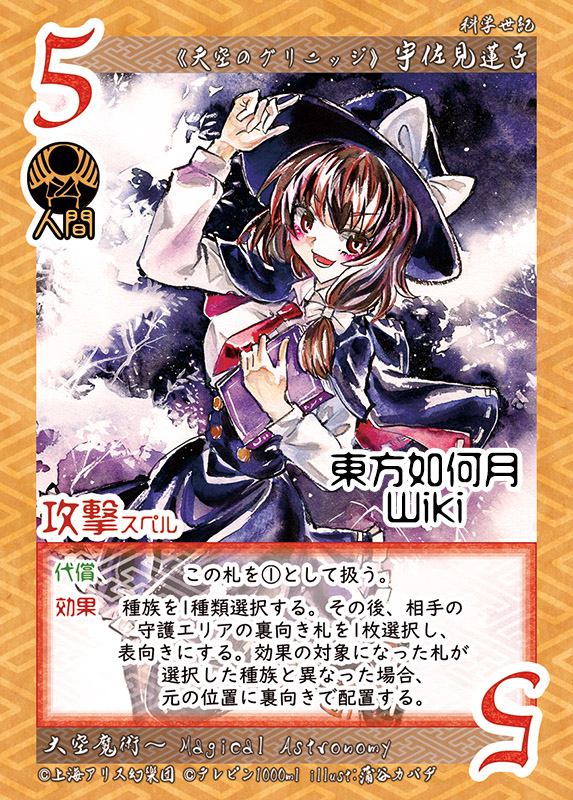 科学世紀
5
《天空のグリニッジ》 宇佐見蓮子
人間
東方如何月
Wiki
攻撃スペル
代償 この札を①として扱う。
効果 種族を1種類選択する。その後、相手の
守護エリアの裏向き札を1枚選択し、
表向きにする。効果の対象になった札が
選択した種族と異なった場合、
元の位置に裏向きで配置する。
5
大空魔術～ Magical Astronomy
©上海アリス幻樂団 ©テレピン1000ml illust:蒲谷カバヂ